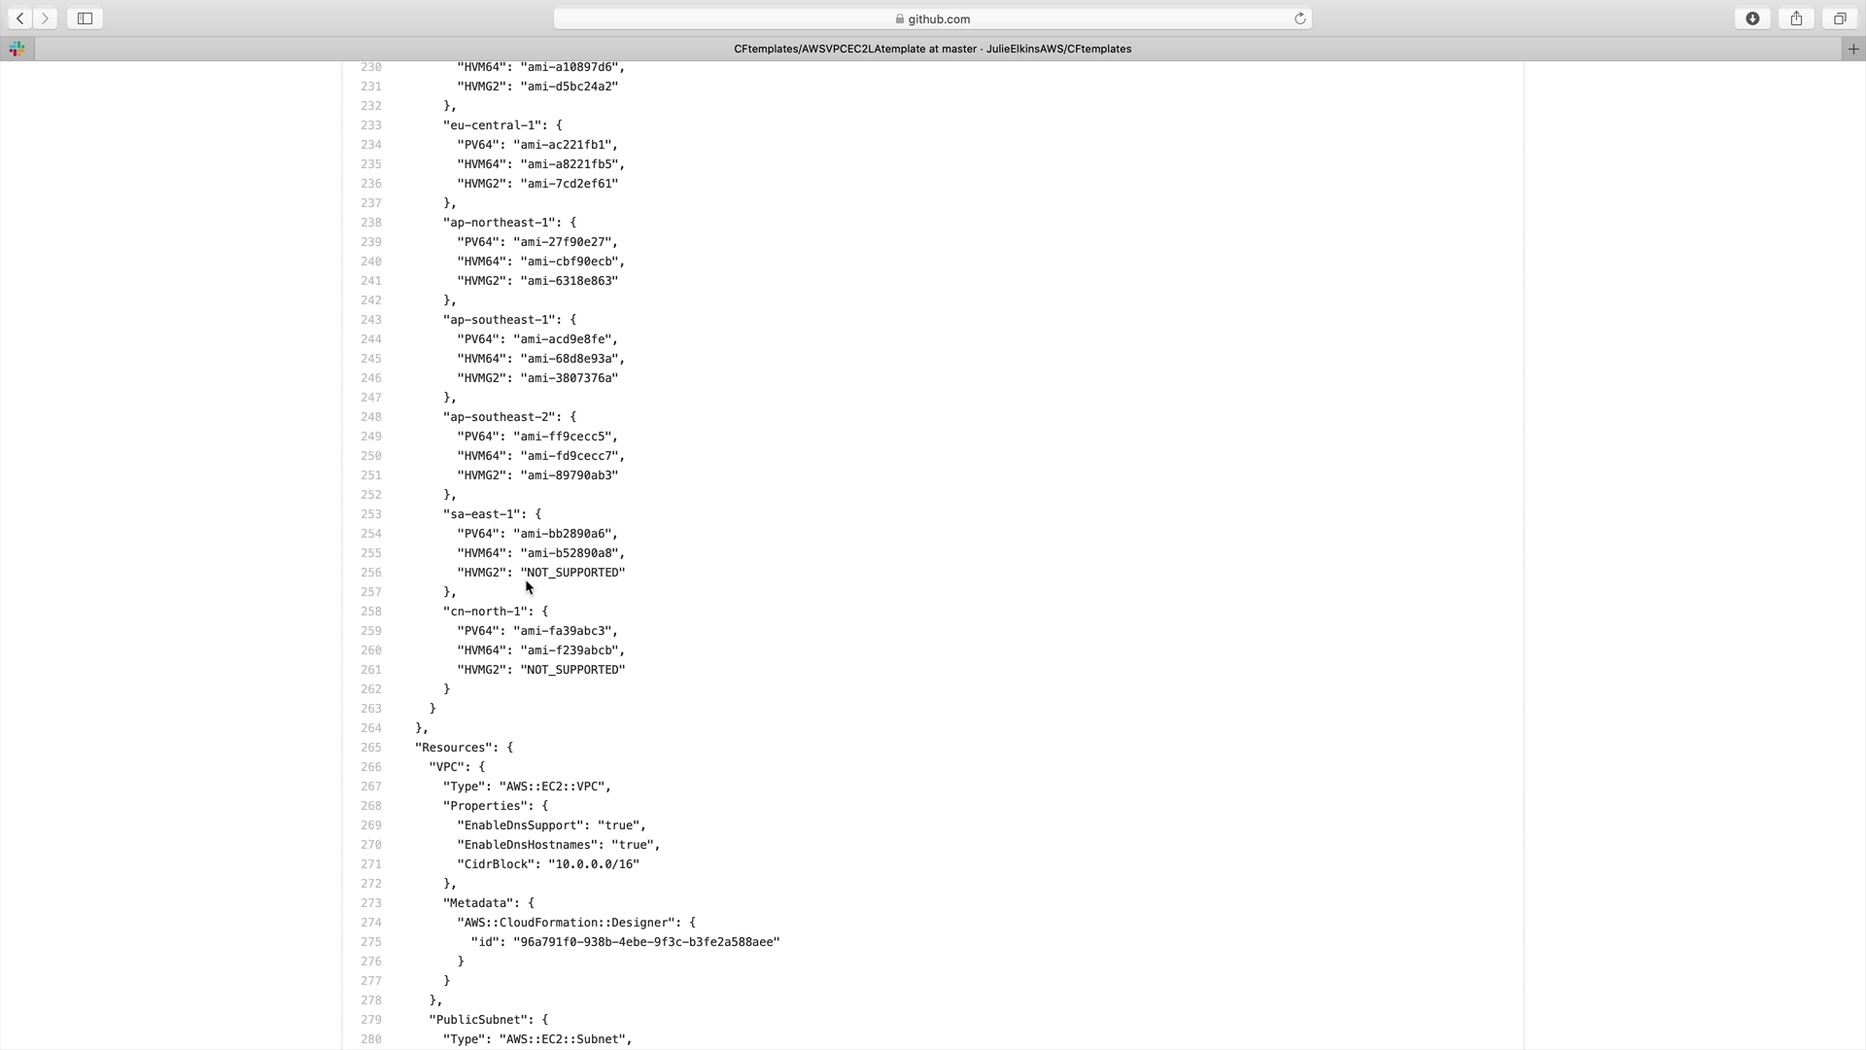 github.com
CFtemplates/AWSVPCEC2LAtemplate at master · JulieElkinsAWS/CFtemplates
230 "HVM64": "ami-a10897d6",
231 "HVMG2": "ami-d5bc24a2"
232 },
233 "eu-central-1": {
234 "PV64": "ami-ac221fb1",
235 "HVM64": "ami-a8221fb5",
236 "HVMG2": "ami-7cd2ef61"
237 },
238 "ap-northeast-1": {
239 "PV64": "ami-27f90e27",
240 "HVM64": "ami-cbf90ecb",
241 "HVMG2": "ami-6318e863"
242 },
243 "ap-southeast-1": {
244 "PV64": "ami-acd9e8fe",
245 "HVM64": "ami-68d8e93a",
246 "HVMG2": "ami-3807376a"
247 },
248 "ap-southeast-2": {
249 "PV64": "ami-ff9cecc5",
250 "HVM64": "ami-fd9cecc7",
251 "HVMG2": "ami-89790ab3"
252 },
253 "sa-east-1": {
254 "PV64": "ami-bb2890a6",
255 "HVM64": "ami-b52890a8",
256 "HVMG2": "NOT_SUPPORTED"
257 },
258 "cn-north-1": {
259 "PV64": "ami-fa39abc3",
260 "HVM64": "ami-f239abcb",
261 "HVMG2": "NOT_SUPPORTED"
262 }
263 }
264 },
265 "Resources": {
266 "VPC": {
267 "Type": "AWS::EC2::VPC",
268 "Properties": {
269 "EnableDnsSupport": "true",
270 "EnableDnsHostnames": "true",
271 "CidrBlock": "10.0.0.0/16"
272 },
273 "Metadata": {
274 "AWS::CloudFormation::Designer": {
275 "id": "96a791f0-938b-4ebe-9f3c-b3fe2a588aee"
276 }
277 }
278 },
279 "PublicSubnet": {
280 "Type": "AWS::EC2::Subnet",